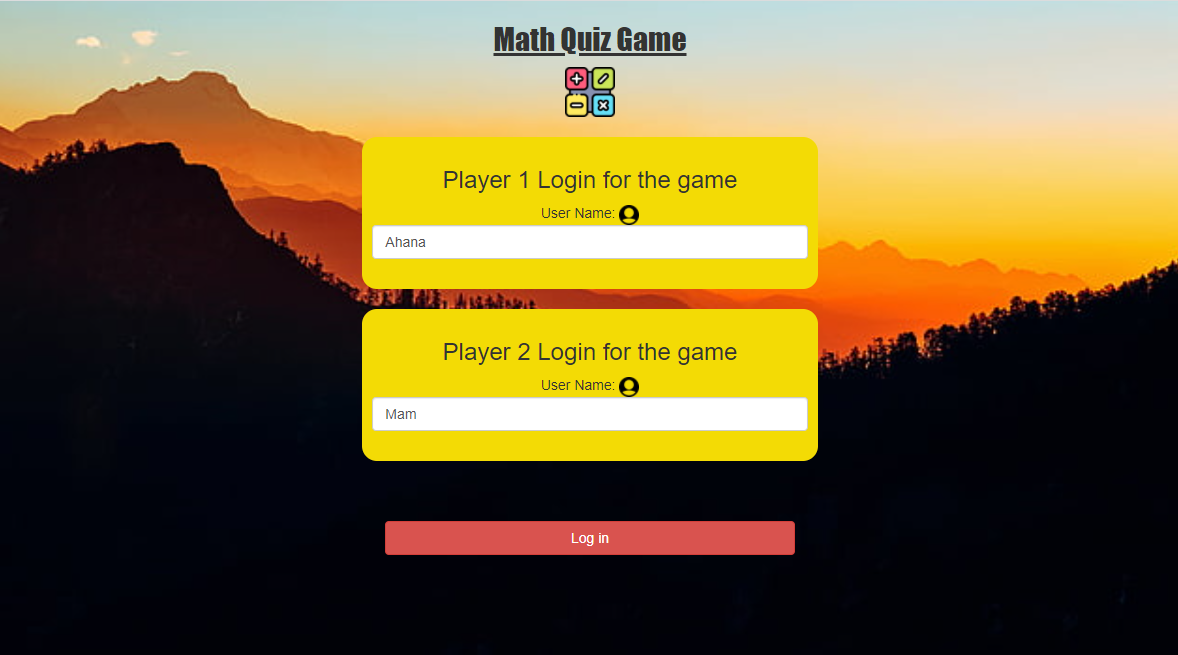 Math Quiz Game
Player 1 Login for the game
User Name:
Ahana
Player 2 Login for the game
User Name:
Mam
Log in